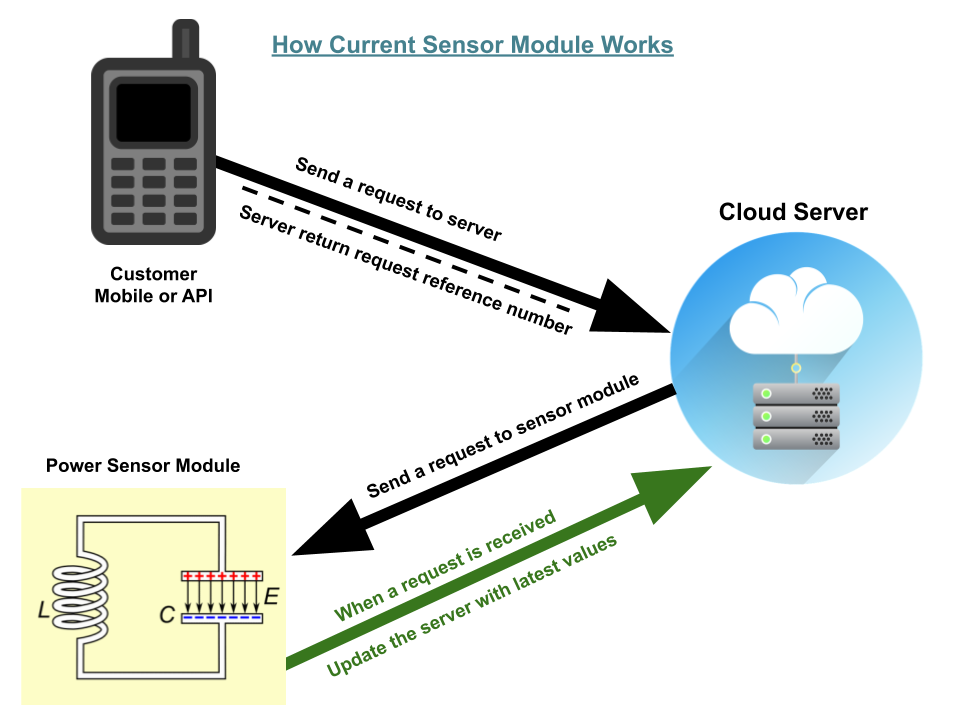 How Current Sensor Module Works
Send a request to server
Server return request reference number
Cloud Server
Customer
Mobile or API
Send a request to sensor module
Power Sensor Module
When a request is received
Update the server with latest values
L
C
E